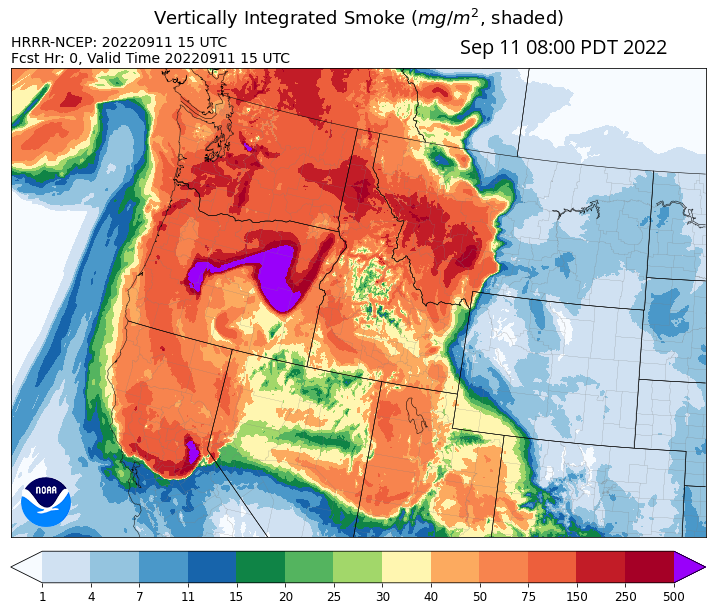 Vertically Integrated Smoke (mg/m², shaded)
HRRR-NCEP: 20220911 15 UTC
Sep 11 08:00 PDT 2022
Fcst Hr: 0, Valid Time 20220911 15 UTC
NOAA
1 4 7 11 15 20 25 30 40 50 75 150 250 500